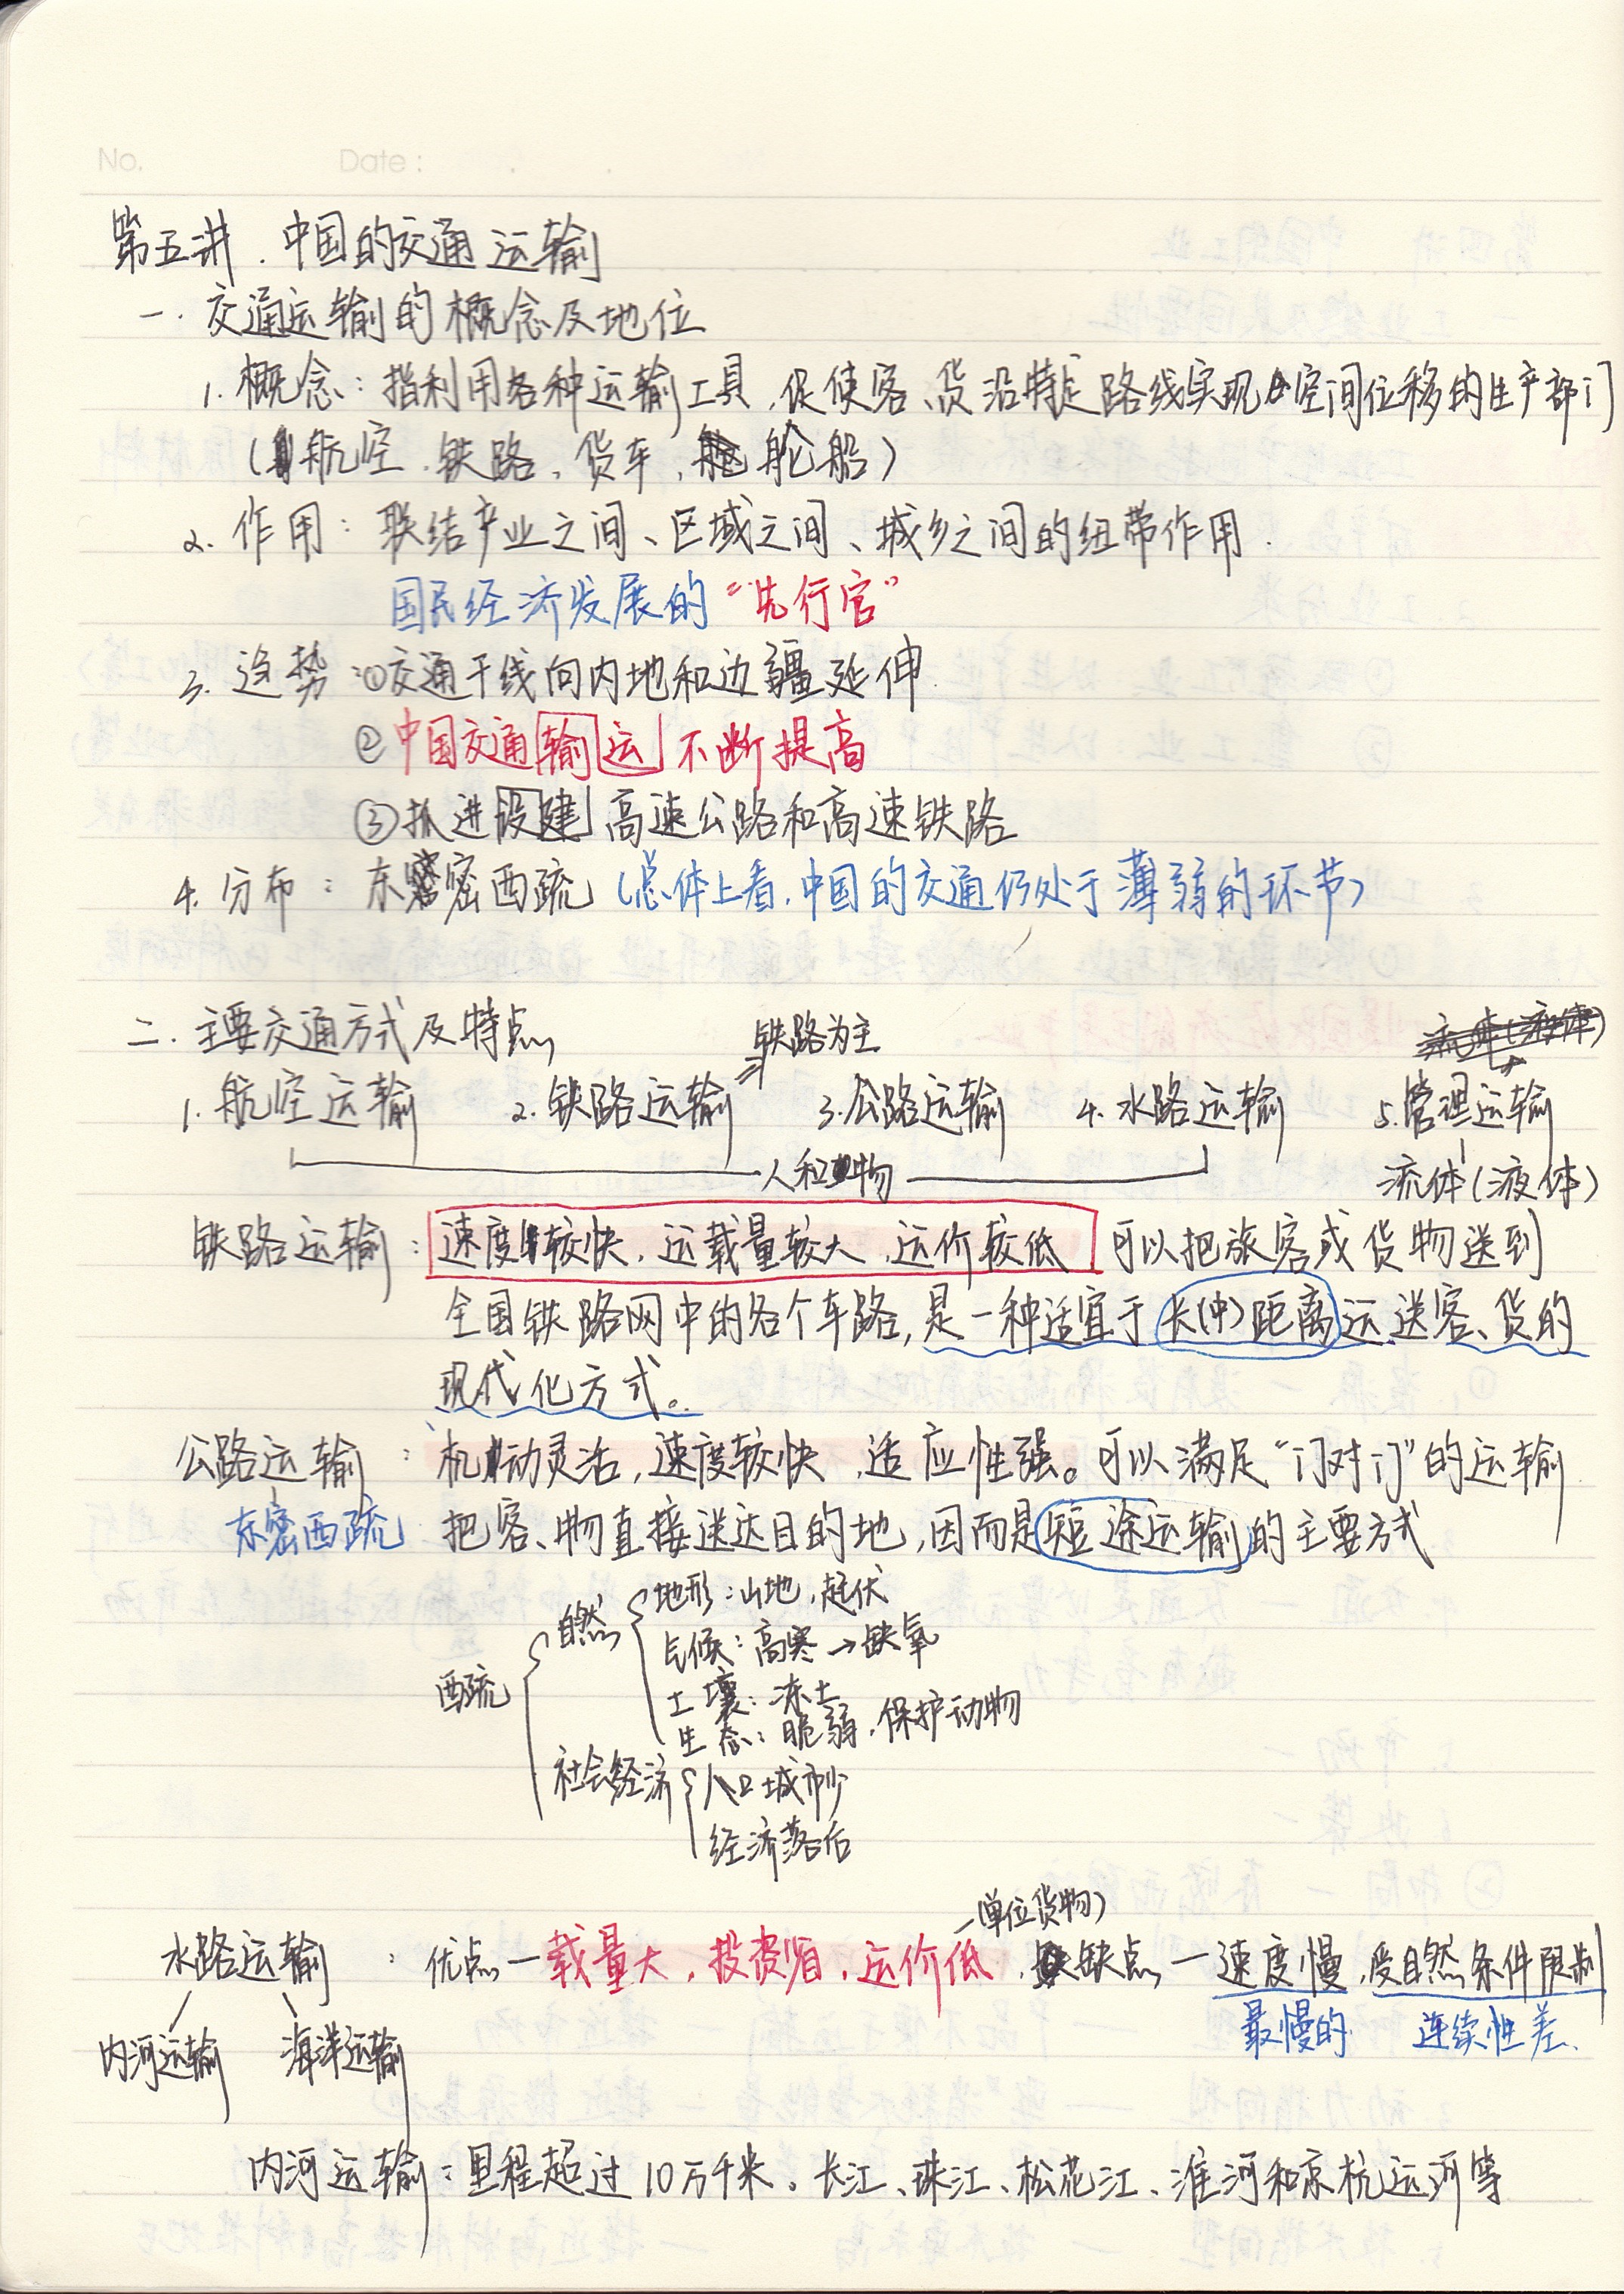 No. Date:
第五讲.中国的交通运输
一.交通运输的概念及地位
1.概念:指利用各种运输工具,促使客、货沿特定路线实现空间位移的生产部门
(航空、铁路、货车、轮船)
2.作用:联结产业之间、区域之间、城乡之间的纽带作用.
国民经济发展的“先行官”
3.趋势:①交通干线向内地和边疆延伸
②中国交通输运不断提高
③抓进设建高速公路和高速铁路
4.分布:东密西疏(总体上看,中国的交通仍处于薄弱的环节)
二.主要交通方式及特点
铁路为主
1.航空运输 2.铁路运输 3.公路运输 4.水路运输 5.管理运输
人和物 流体(液体)
铁路运输:速度较快,运载量较大,运价较低 可以把旅客或货物送到
全国铁路网中的各个车路,是一种适宜于长(中)距离运送客、货的
现代化方式。
公路运输:机动灵活,速度较快,适应性强。可以满足“门对门”的运输
东密西疏 把客、物直接送达目的地,因而是短途运输的主要方式
西疏
自然
地形:山地,起伏
气候:高寒→缺氧
土壤:冻土
生态:脆弱,保护动物
社会经济
人口城市少
经济落后
(单位货物)
水路运输:优点—载量大,投资省,运价低,缺点—速度慢,受自然条件限制
最慢的 连续性差.
内河运输 海洋运输
内河运输:里程超过10万千米。长江、珠江、松花江、淮河和京杭运河等